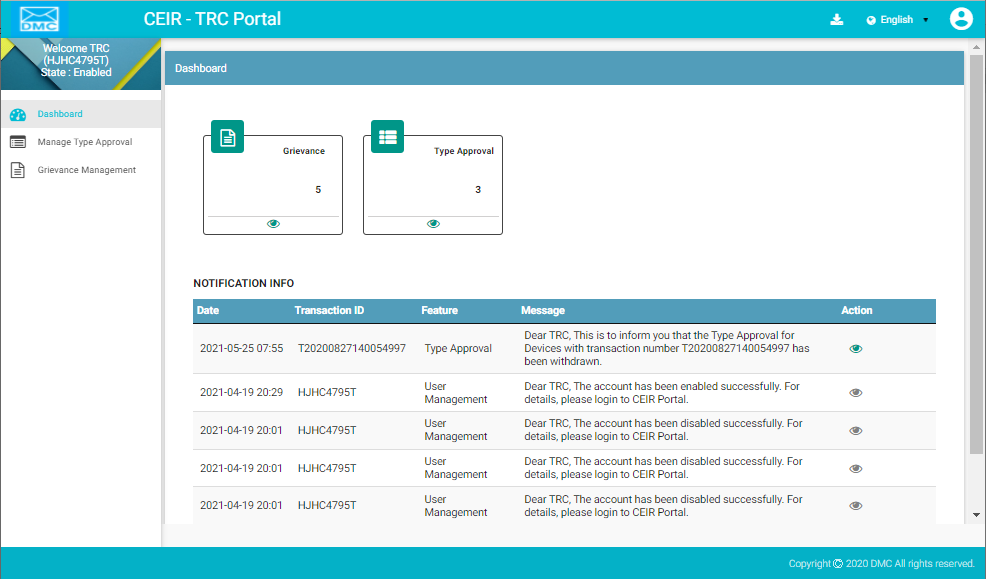 DMC
CEIR - TRC Portal
English
Welcome TRC
(HJHC4795T)
State : Enabled
Dashboard
Manage Type Approval
Grievance Management
Dashboard
Grievance
5
Type Approval
3
NOTIFICATION INFO
Date Transaction ID Feature Message Action
2021-05-25 07:55 T20200827140054997 Type Approval Dear TRC, This is to inform you that the Type Approval for
Devices with transaction number T20200827140054997 has
been withdrawn.
2021-04-19 20:29 HJHC4795T User
Management Dear TRC, The account has been enabled successfully. For
details, please login to CEIR Portal.
2021-04-19 20:01 HJHC4795T User
Management Dear TRC, The account has been disabled successfully. For
details, please login to CEIR Portal.
2021-04-19 20:01 HJHC4795T User
Management Dear TRC, The account has been disabled successfully. For
details, please login to CEIR Portal.
2021-04-19 20:01 HJHC4795T User
Management Dear TRC, The account has been disabled successfully. For
details, please login to CEIR Portal.
Copyright © 2020 DMC All rights reserved.